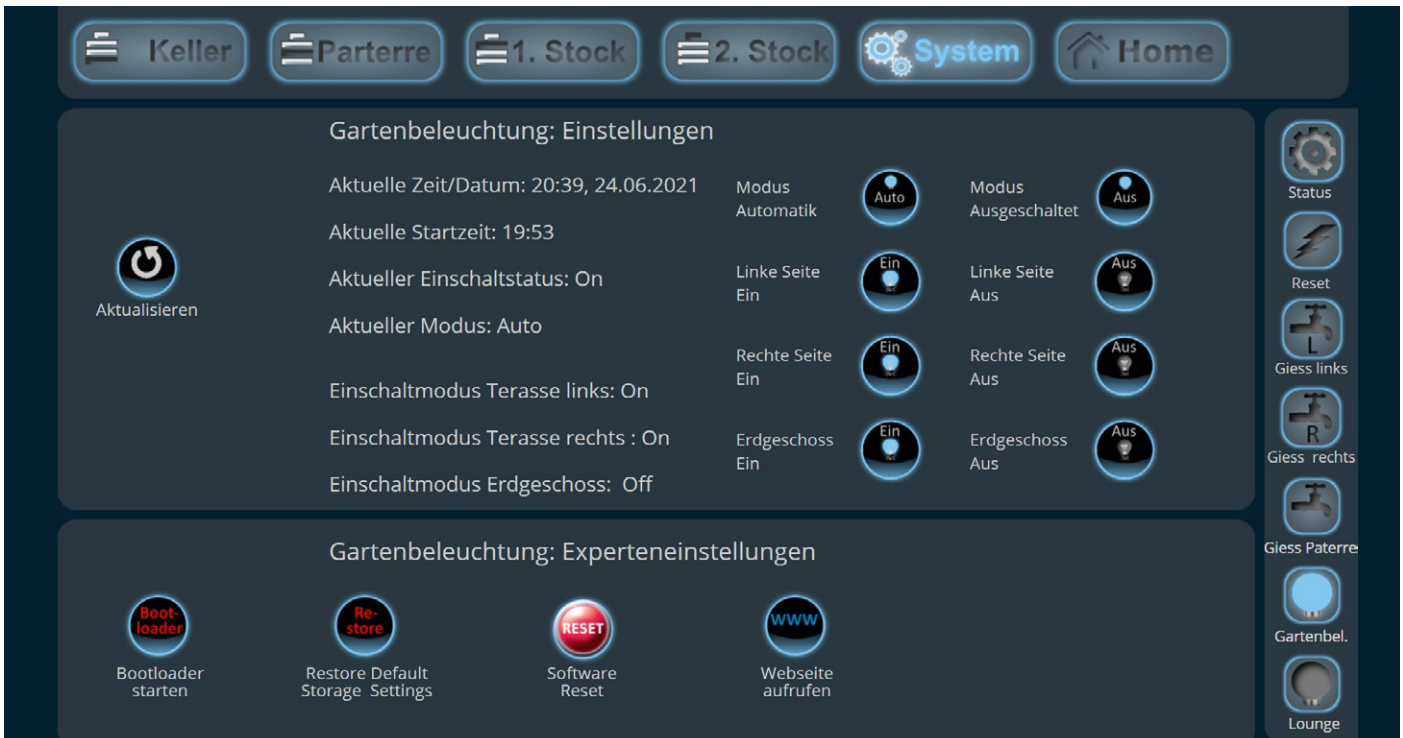 Keller
Parterre
1. Stock
2. Stock
System
Home
Gartenbeleuchtung: Einstellungen
Aktuelle Zeit/Datum: 20:39, 24.06.2021
Aktuelle Startzeit: 19:53
Aktueller Einschaltstatus: On
Aktueller Modus: Auto
Einschaltmodus Terasse links: On
Einschaltmodus Terasse rechts : On
Einschaltmodus Erdgeschoss: Off
Aktualisieren
Modus
Automatik
Auto
Modus
Ausgeschaltet
Aus
Linke Seite
Ein
Ein
Linke Seite
Aus
Aus
Rechte Seite
Ein
Ein
Rechte Seite
Aus
Aus
Erdgeschoss
Ein
Ein
Erdgeschoss
Aus
Aus
Gartenbeleuchtung: Experteneinstellungen
Boot-
loader
Bootloader
starten
Re-
store
Restore Default
Storage Settings
RESET
Software
Reset
WWW
Webseite
aufrufen
Status
Reset
L
Giess links
R
Giess rechts
Giess Paterre
Gartenbel.
Lounge